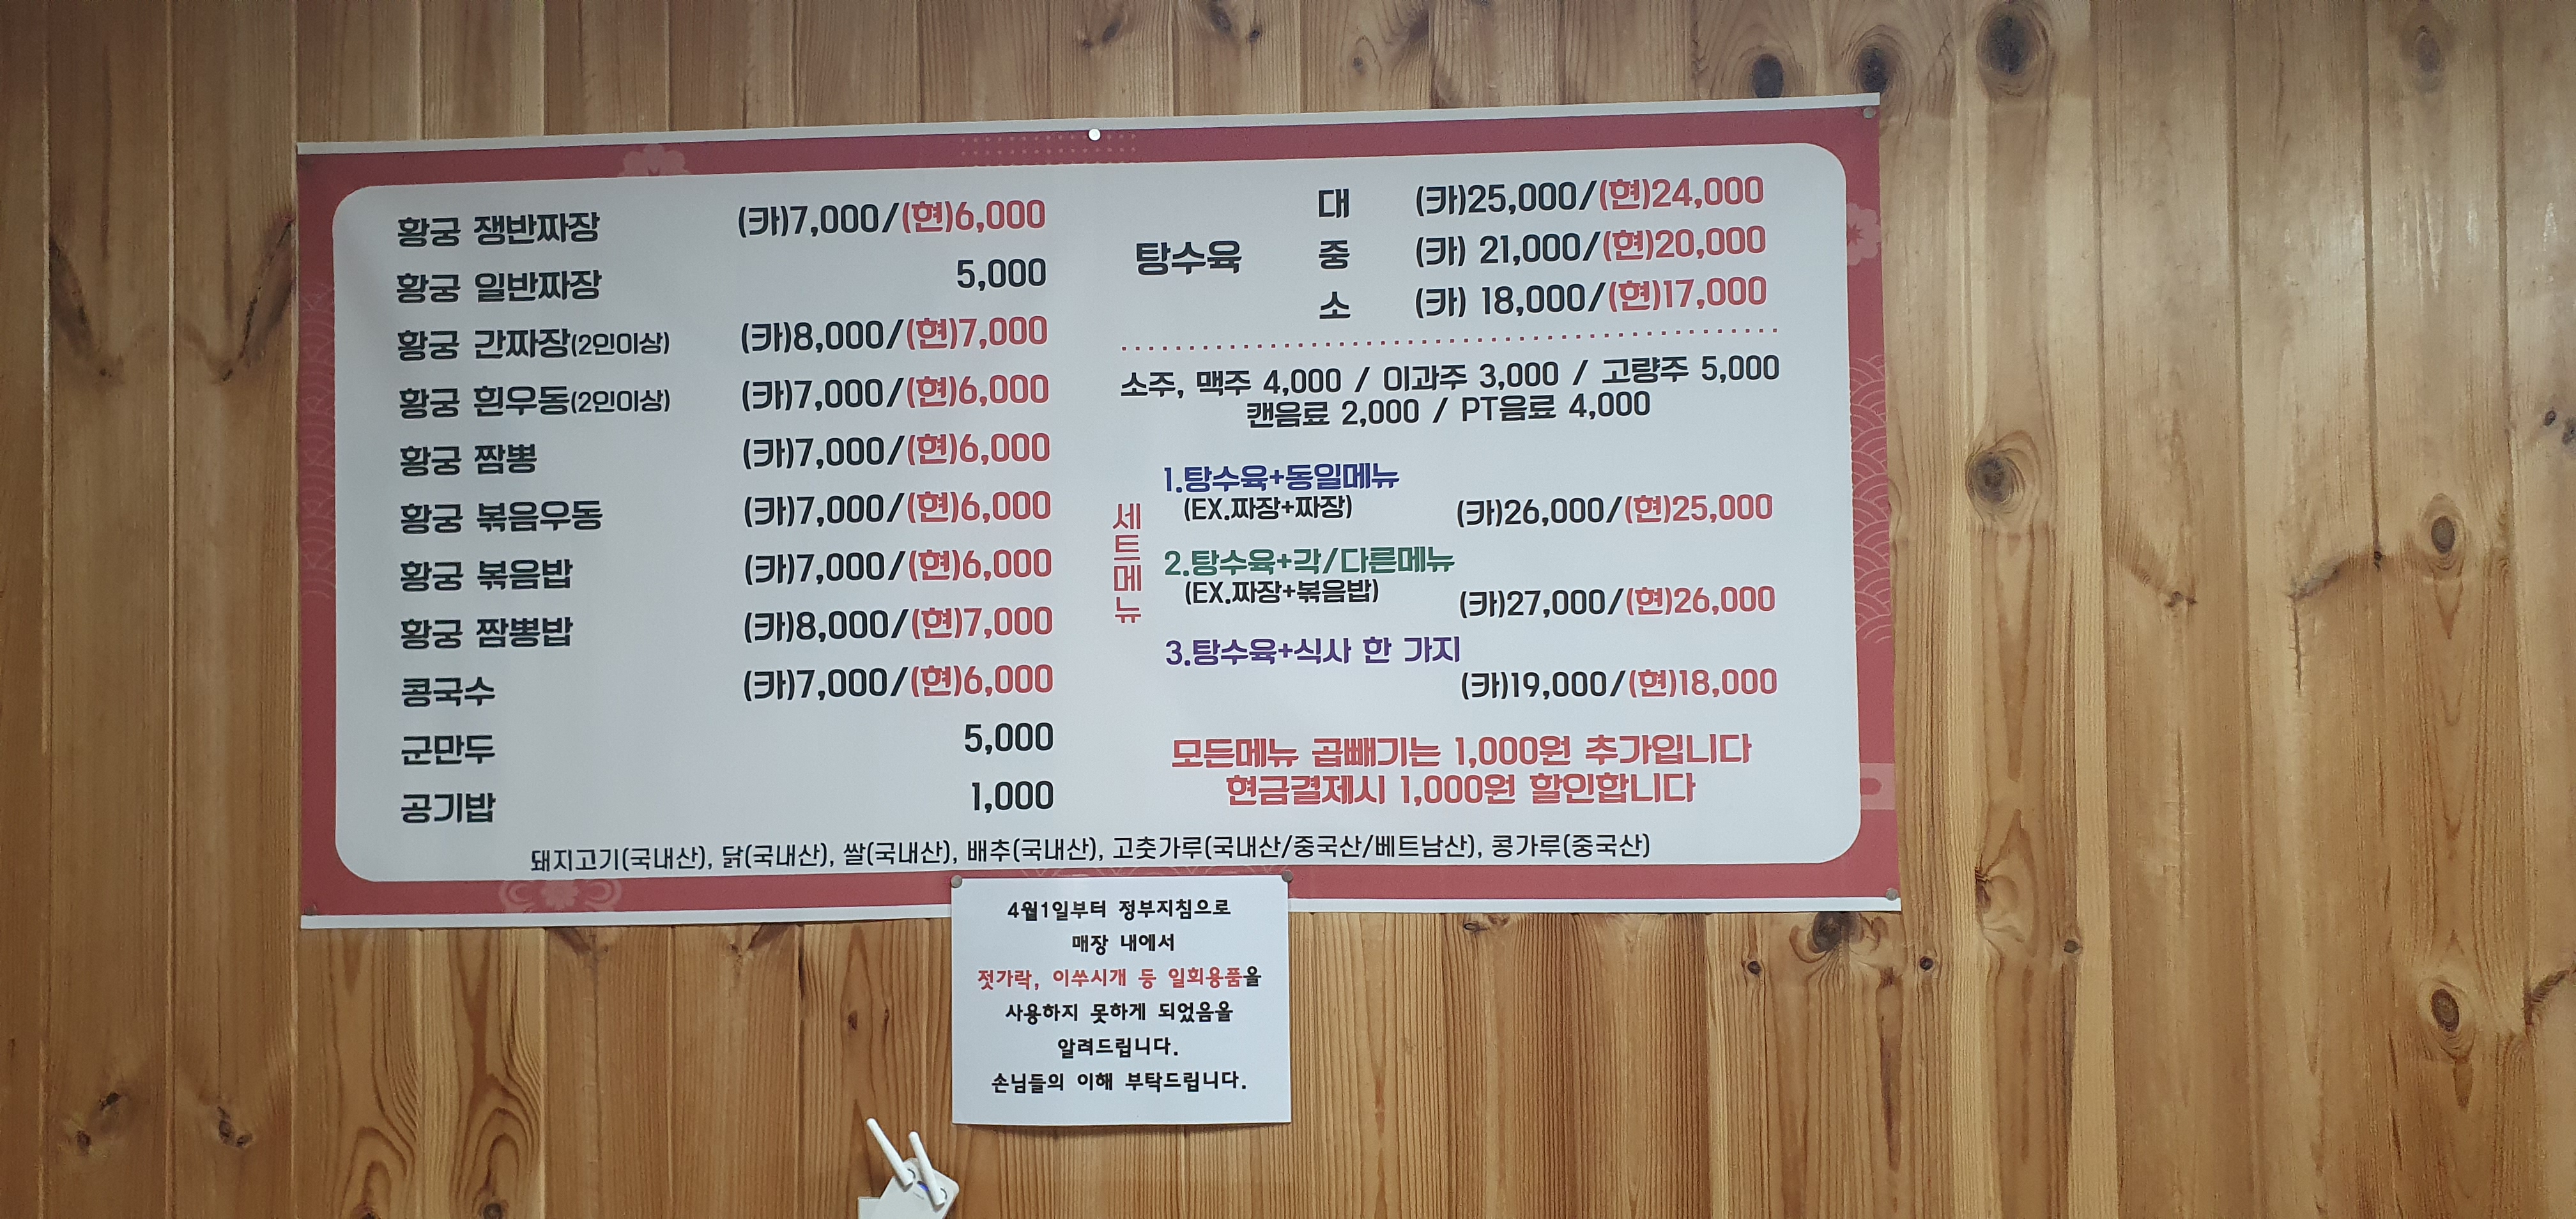 황궁 쟁반짜장 (카)7,000/(현)6,000
황궁 일반짜장 5,000
황궁 간짜장(2인이상) (카)8,000/(현)7,000
황궁 흰우동(2인이상) (카)7,000/(현)6,000
황궁 짬뽕 (카)7,000/(현)6,000
황궁 볶음우동 (카)7,000/(현)6,000
황궁 볶음밥 (카)7,000/(현)6,000
황궁 짬뽕밥 (카)8,000/(현)7,000
콩국수 (카)7,000/(현)6,000
군만두 5,000
공기밥 1,000
탕수육
대 (카)25,000/(현)24,000
중 (카) 21,000/(현)20,000
소 (카) 18,000/(현)17,000
소주, 맥주 4,000 / 이과주 3,000 / 고량주 5,000
캔음료 2,000 / PT음료 4,000
세트메뉴
1.탕수육+동일메뉴
(EX.짜장+짜장) (카)26,000/(현)25,000
2.탕수육+각/다른메뉴
(EX.짜장+볶음밥) (카)27,000/(현)26,000
3.탕수육+식사 한 가지
(카)19,000/(현)18,000
모든메뉴 곱빼기는 1,000원 추가입니다
현금결제시 1,000원 할인합니다
돼지고기(국내산), 닭(국내산), 쌀(국내산), 배추(국내산), 고춧가루(국내산/중국산/베트남산), 콩가루(중국산)
4월1일부터 정부지침으로
매장 내에서
젓가락, 이쑤시개 등 일회용품을
사용하지 못하게 되었음을
알려드립니다.
손님들의 이해 부탁드립니다.